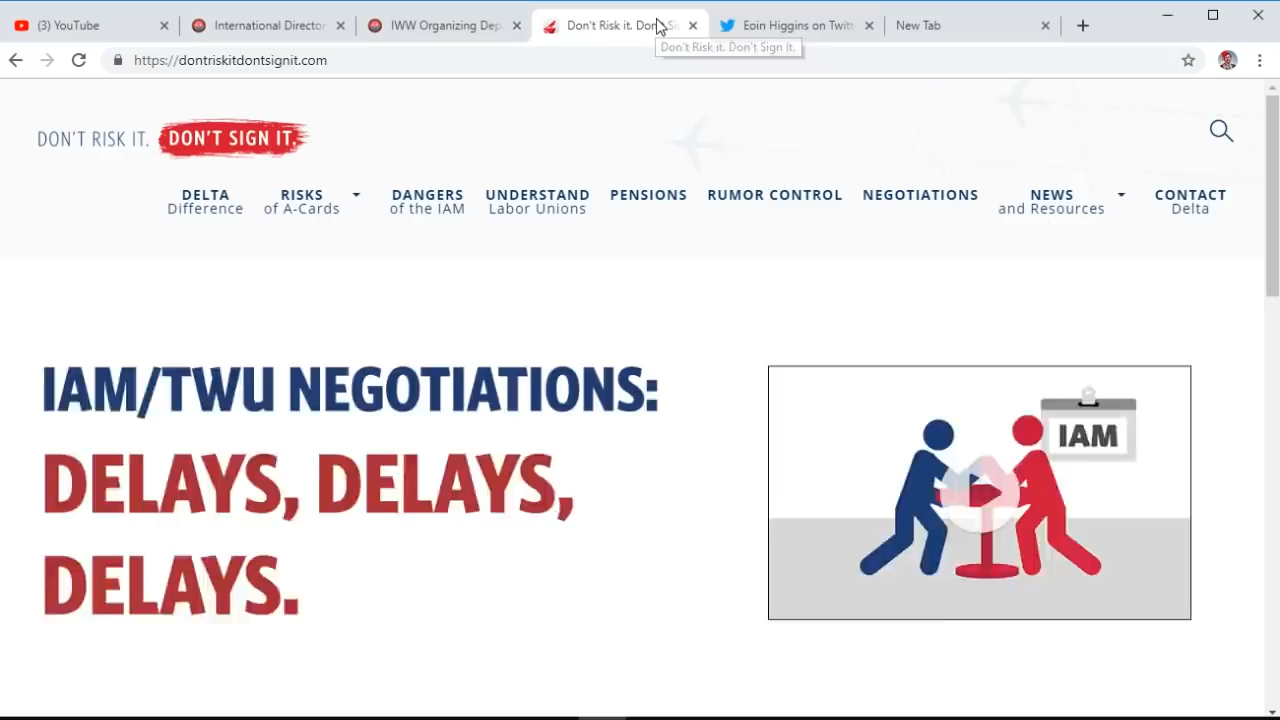 (3) YouTube
International Director
IWW Organizing Dep
Don't Risk it. Don't Si
Eoin Higgins on Twitt
New Tab
Don't Risk it. Don't Sign It.
https://dontriskitdontsignit.com
DON'T RISK IT. DON'T SIGN IT.
DELTA
Difference
RISKS
of A-Cards
DANGERS
of the IAM
UNDERSTAND
Labor Unions
PENSIONS
RUMOR CONTROL
NEGOTIATIONS
NEWS
and Resources
CONTACT
Delta
IAM/TWU NEGOTIATIONS:
DELAYS, DELAYS,
DELAYS.
IAM